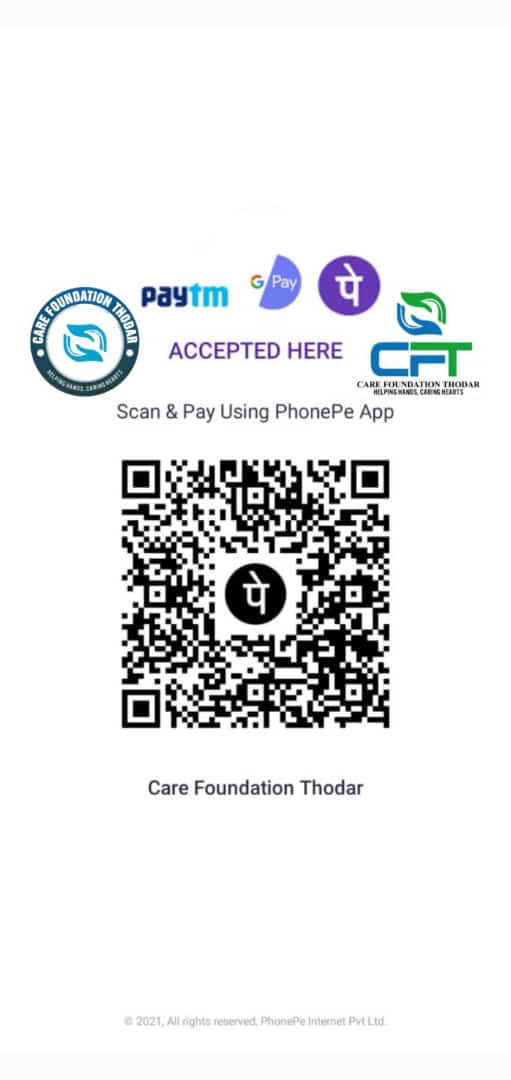 CARE FOUNDATION THODAR
HELPING HANDS, CARING HEARTS
paytm
G Pay
पे
ACCEPTED HERE
CFT
CARE FOUNDATION THODAR
HELPING HANDS, CARING HEARTS
Scan & Pay Using PhonePe App
पे
Care Foundation Thodar
© 2021, All rights reserved, PhonePe Internet Pvt Ltd.